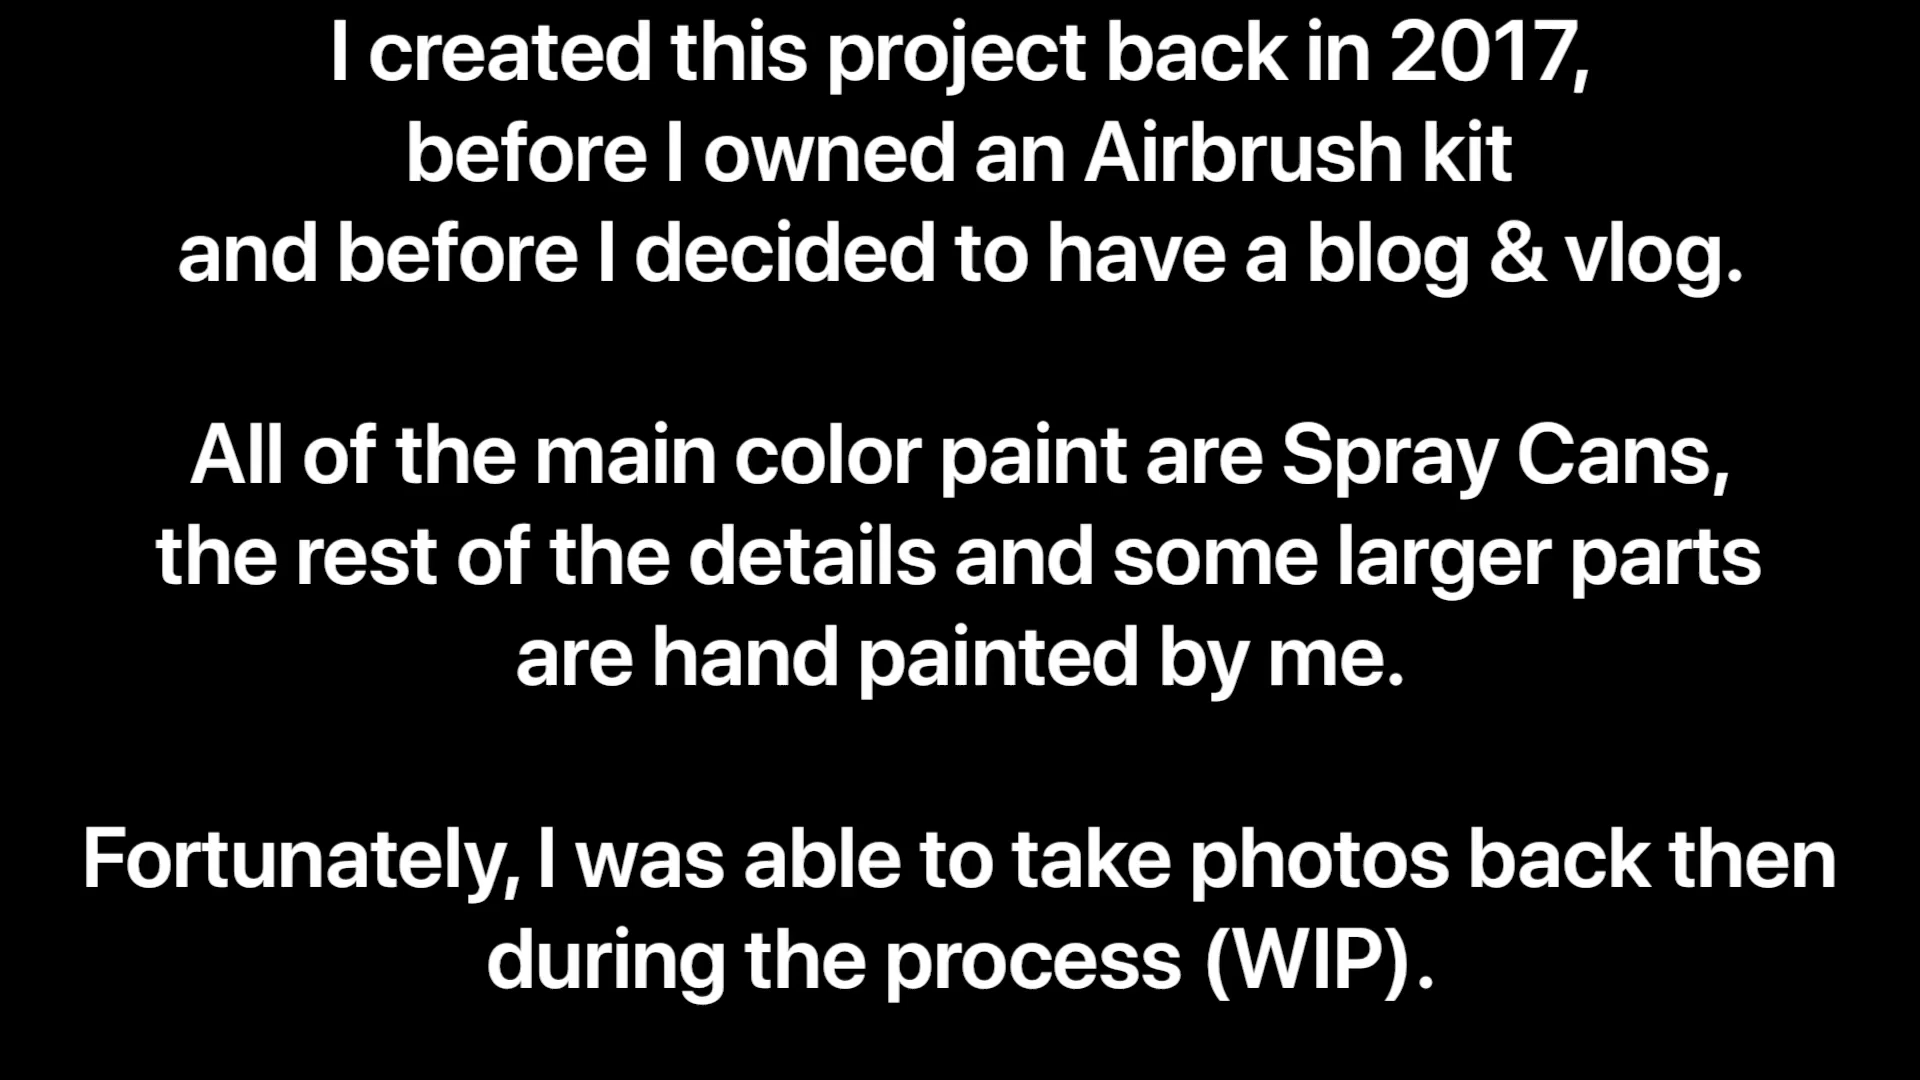 I created this project back in 2017,
before I owned an Airbrush kit
and before I decided to have a blog & vlog.
All of the main color paint are Spray Cans,
the rest of the details and some larger parts
are hand painted by me.
Fortunately, I was able to take photos back then
during the process (WIP).